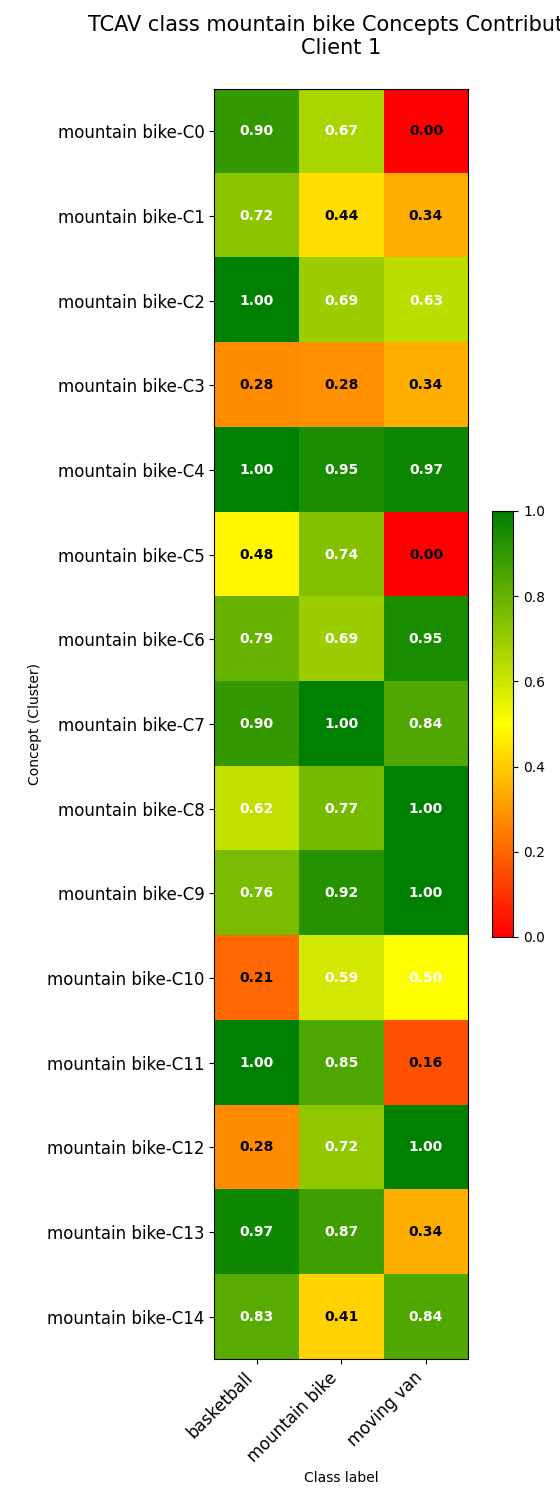 TCAV class mountain bike Concepts Contribut
Client 1
mountain bike-C0 0.90 0.67 0.00
mountain bike-C1 0.72 0.44 0.34
mountain bike-C2 1.00 0.69 0.63
mountain bike-C3 0.28 0.28 0.34
mountain bike-C4 1.00 0.95 0.97
mountain bike-C5 0.48 0.74 0.00
mountain bike-C6 0.79 0.69 0.95
mountain bike-C7 0.90 1.00 0.84
mountain bike-C8 0.62 0.77 1.00
mountain bike-C9 0.76 0.92 1.00
mountain bike-C10 0.21 0.59 0.50
mountain bike-C11 1.00 0.85 0.16
mountain bike-C12 0.28 0.72 1.00
mountain bike-C13 0.97 0.87 0.34
mountain bike-C14 0.83 0.41 0.84
Concept (Cluster)
basketball
mountain bike
moving van
Class label
1.0
0.8
0.6
0.4
0.2
0.0